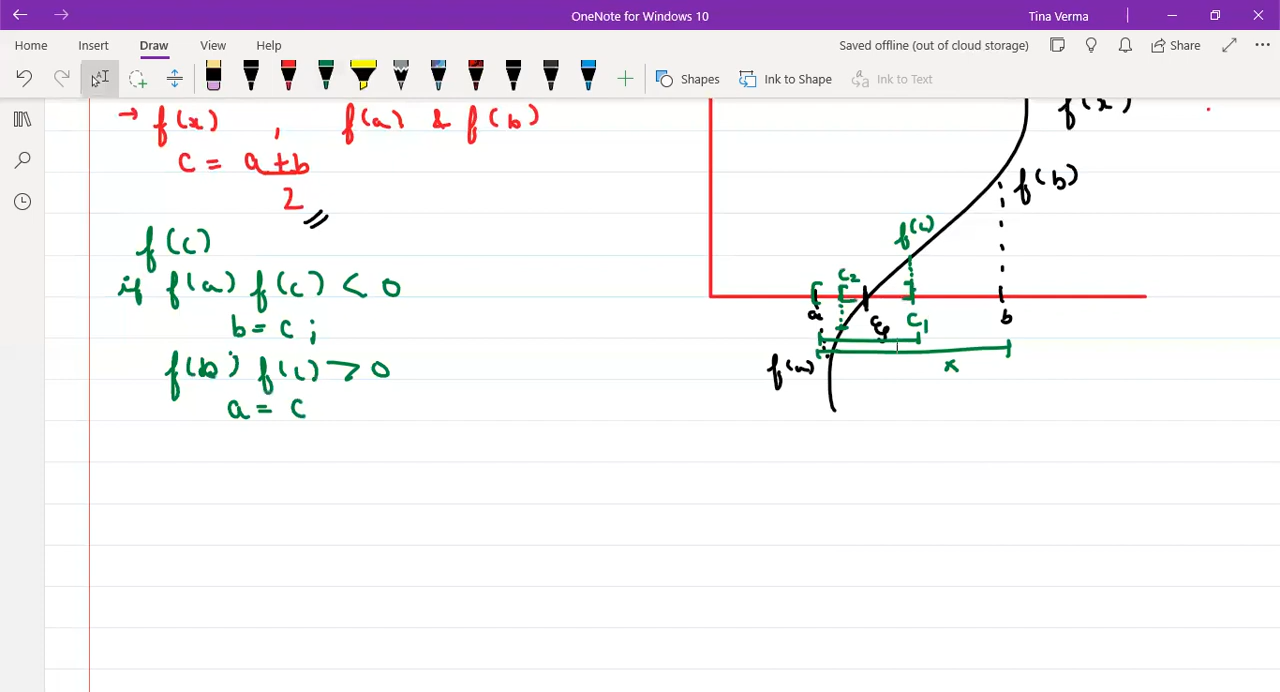 OneNote for Windows 10
Tina Verma
Home Insert Draw View Help
Saved offline (out of cloud storage)
Share
Shapes
Ink to Shape
Ink to Text
→ f(x) , f(a) & f(b)
c = a+b
2
f(c)
if f(a) f(c) < 0
b = c ;
f(b) f(c) > 0
a = c
f(x)
f(b)
f(c)
c2
a
c1
b
f(a)
x